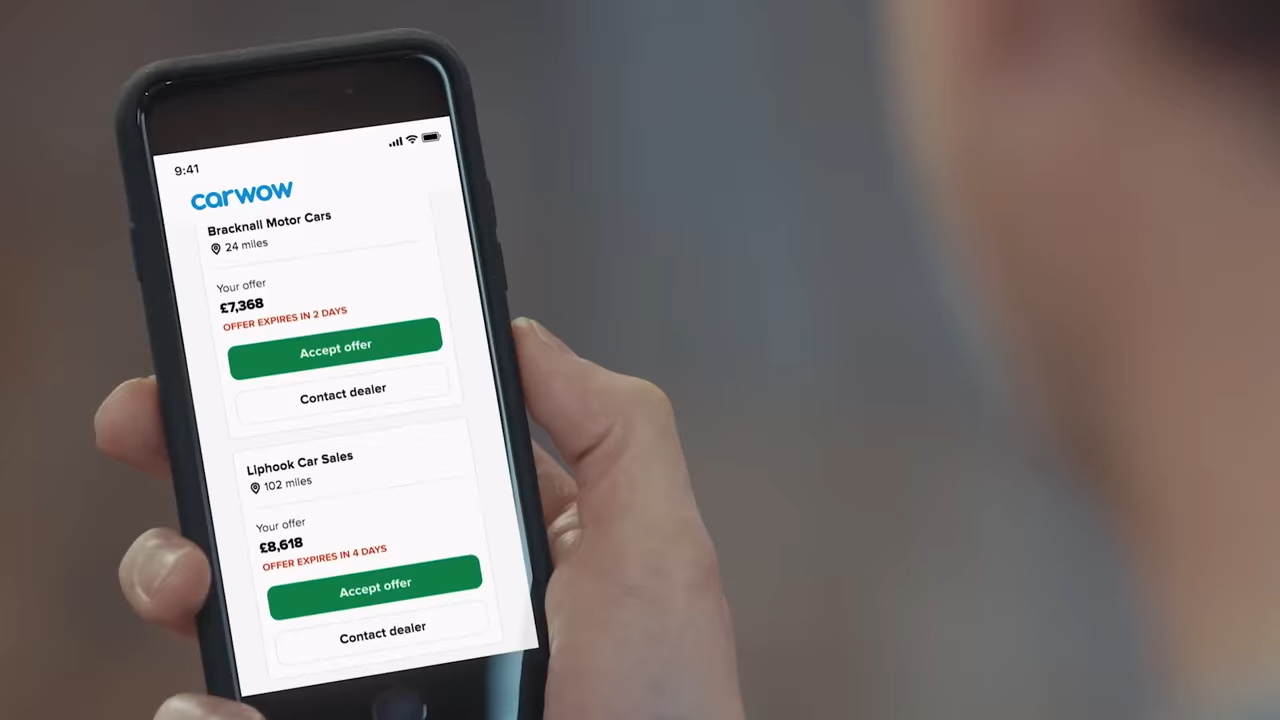 9:41
carwow
Bracknall Motor Cars
24 miles
Your offer
£7,368
OFFER EXPIRES IN 2 DAYS
Accept offer
Contact dealer
Liphook Car Sales
102 miles
Your offer
£8,618
OFFER EXPIRES IN 4 DAYS
Accept offer
Contact dealer